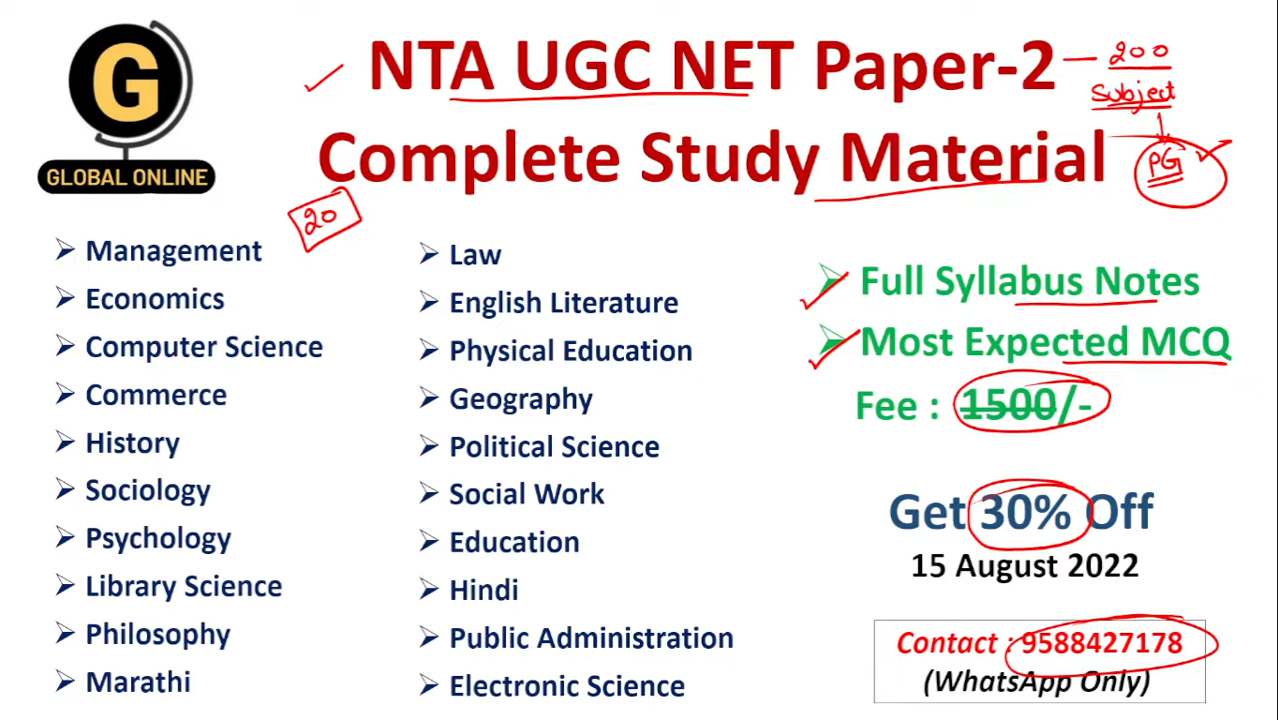 G
GLOBAL ONLINE
NTA UGC NET Paper-2 – 200
Subject
Complete Study Material
PG
20
➢ Management
➢ Economics
➢ Computer Science
➢ Commerce
➢ History
➢ Sociology
➢ Psychology
➢ Library Science
➢ Philosophy
➢ Marathi
➢ Law
➢ English Literature
➢ Physical Education
➢ Geography
➢ Political Science
➢ Social Work
➢ Education
➢ Hindi
➢ Public Administration
➢ Electronic Science
➢ Full Syllabus Notes
➢ Most Expected MCQ
Fee : 1500/-
Get 30% Off
15 August 2022
Contact : 9588427178
(WhatsApp Only)